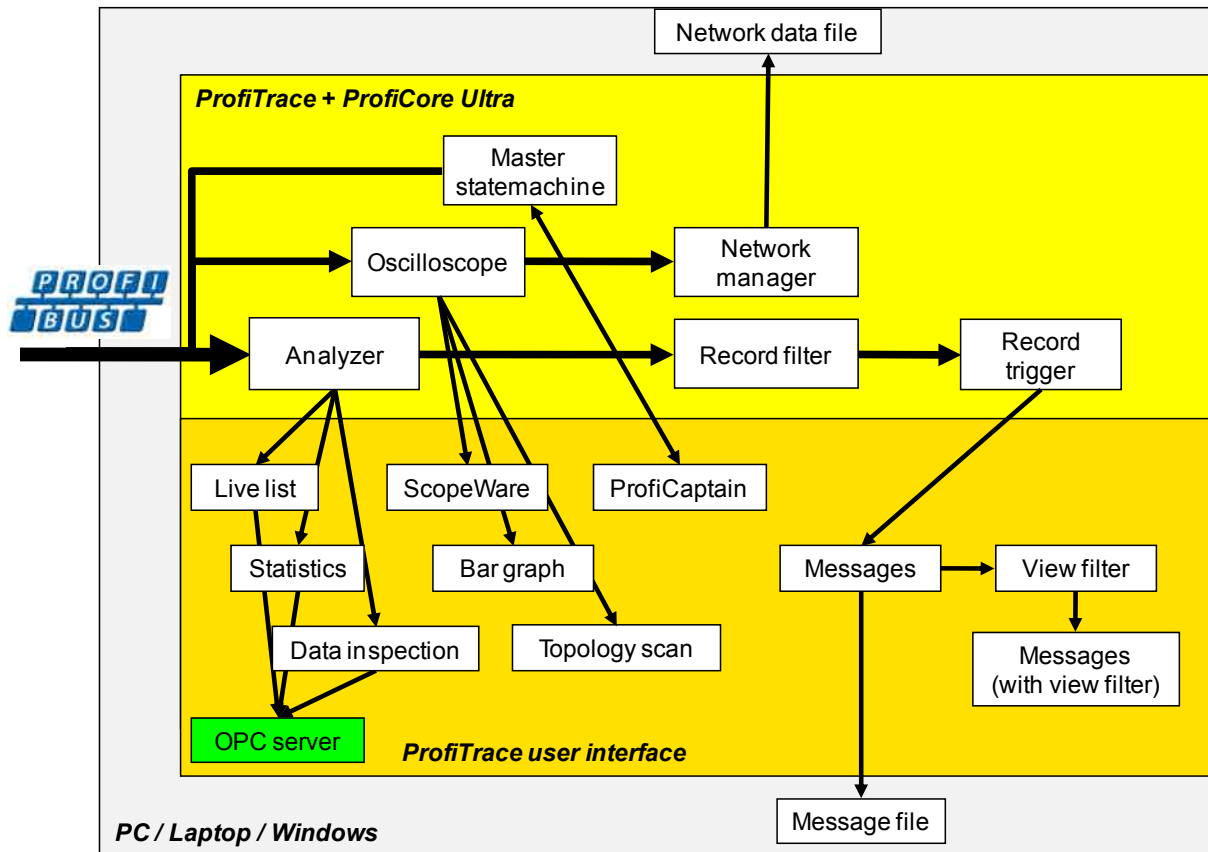 Network data file
ProfiTrace + ProfiCore Ultra
Master
statemachine
Oscilloscope
Network
manager
PROFI
BUS
Analyzer
Record filter
Record
trigger
Live list
ScopeWare
ProfiCaptain
Statistics
Bar graph
Messages
View filter
Data inspection
Topology scan
Messages
(with view filter)
OPC server
ProfiTrace user interface
Message file
PC / Laptop / Windows